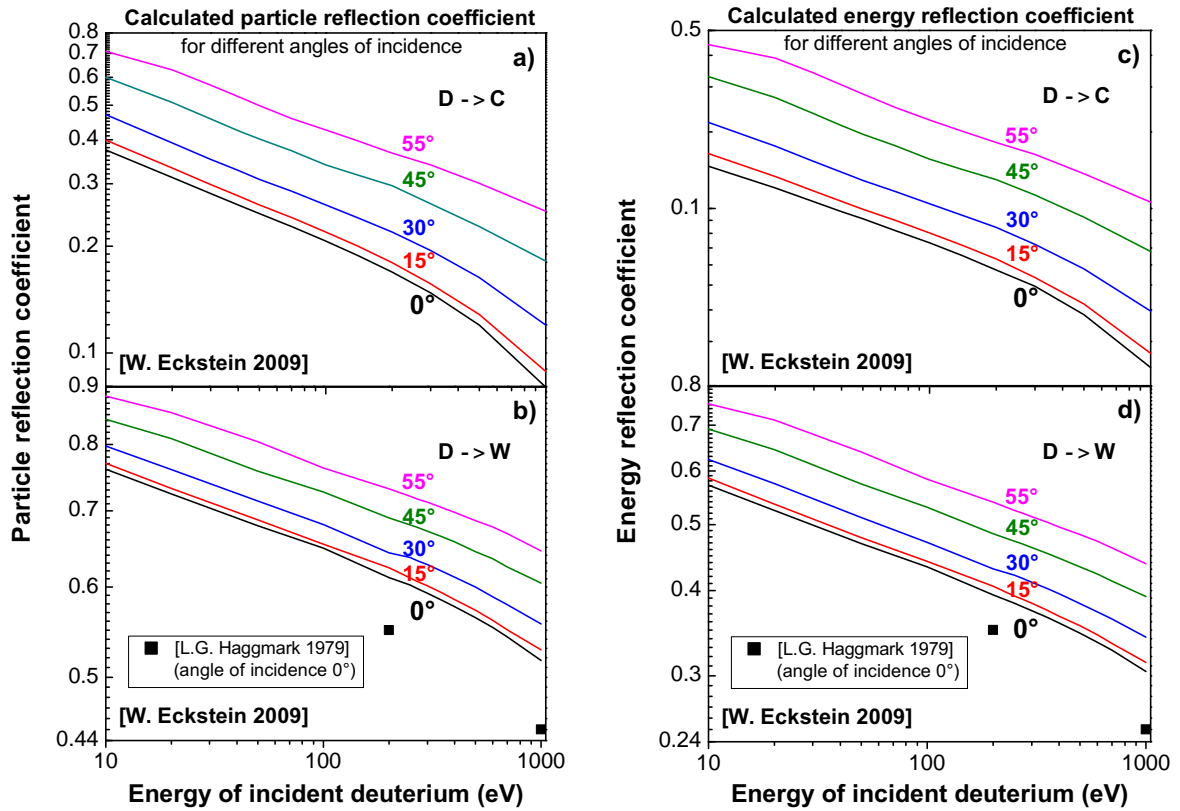 Calculated particle reflection coefficient
for different angles of incidence
a)
D -> C
55°
45°
30°
15°
0°
[W. Eckstein 2009]
0.8
0.7
0.6
0.5
0.4
0.3
0.2
0.1
0.9
b)
D -> W
55°
45°
30°
15°
0°
[L.G. Haggmark 1979]
(angle of incidence 0°)
[W. Eckstein 2009]
0.8
0.7
0.6
0.5
0.44
10
100
1000
Particle reflection coefficient
Energy of incident deuterium (eV)
Calculated energy reflection coefficient
for different angles of incidence
c)
D -> C
55°
45°
30°
15°
0°
[W. Eckstein 2009]
0.5
0.1
0.8
d)
D -> W
55°
45°
30°
15°
0°
[L.G. Haggmark 1979]
(angle of incidence 0°)
[W. Eckstein 2009]
0.7
0.6
0.5
0.4
0.3
0.24
10
100
1000
Energy reflection coefficient
Energy of incident deuterium (eV)